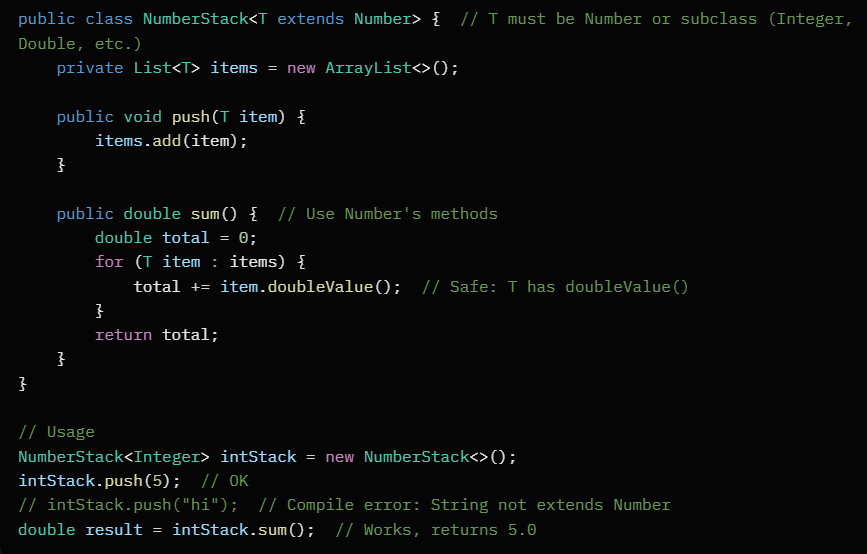 public class NumberStack<T extends Number> {  // T must be Number or subclass (Integer,
Double, etc.)
    private List<T> items = new ArrayList<>();

    public void push(T item) {
        items.add(item);
    }

    public double sum() {  // Use Number's methods
        double total = 0;
        for (T item : items) {
            total += item.doubleValue();  // Safe: T has doubleValue()
        }
        return total;
    }
}

// Usage
NumberStack<Integer> intStack = new NumberStack<>();
intStack.push(5);  // OK
// intStack.push("hi");  // Compile error: String not extends Number
double result = intStack.sum();  // Works, returns 5.0